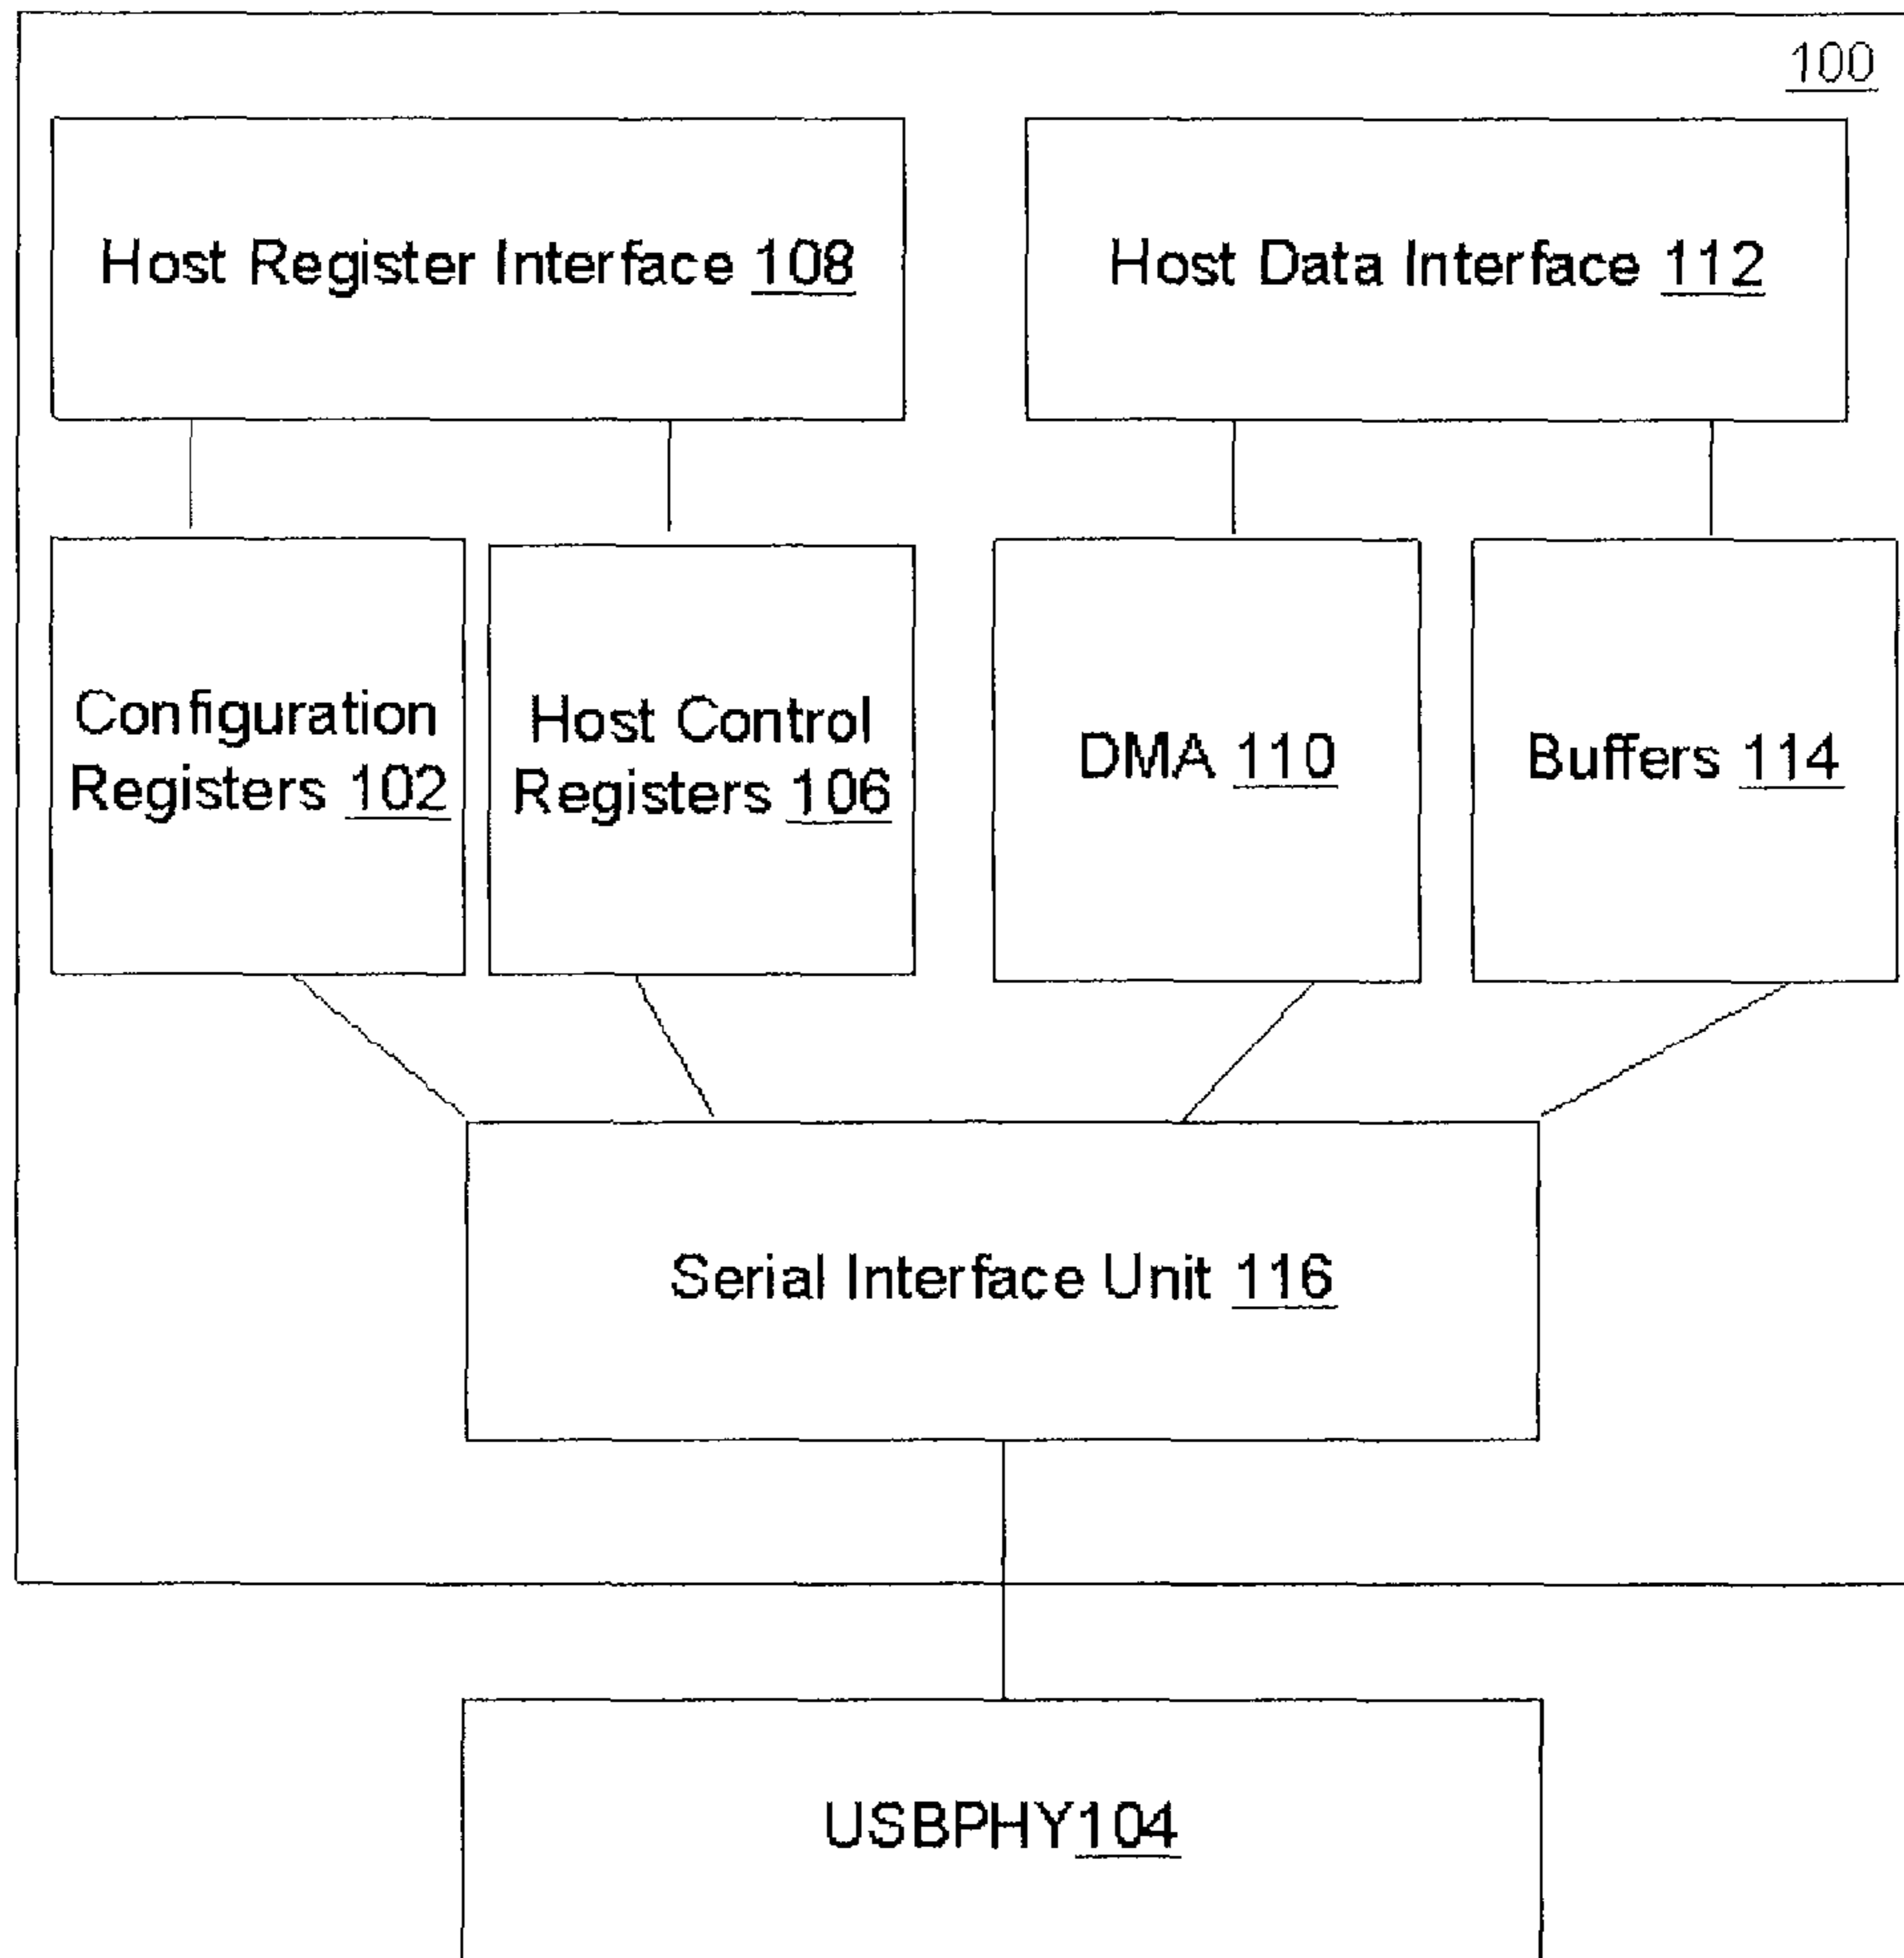 100
Host Register Interface 108
Host Data Interface 112
Configuration
Registers 102
Host Control
Registers 106
DMA 110
Buffers 114
Serial Interface Unit 116
USBPHY104